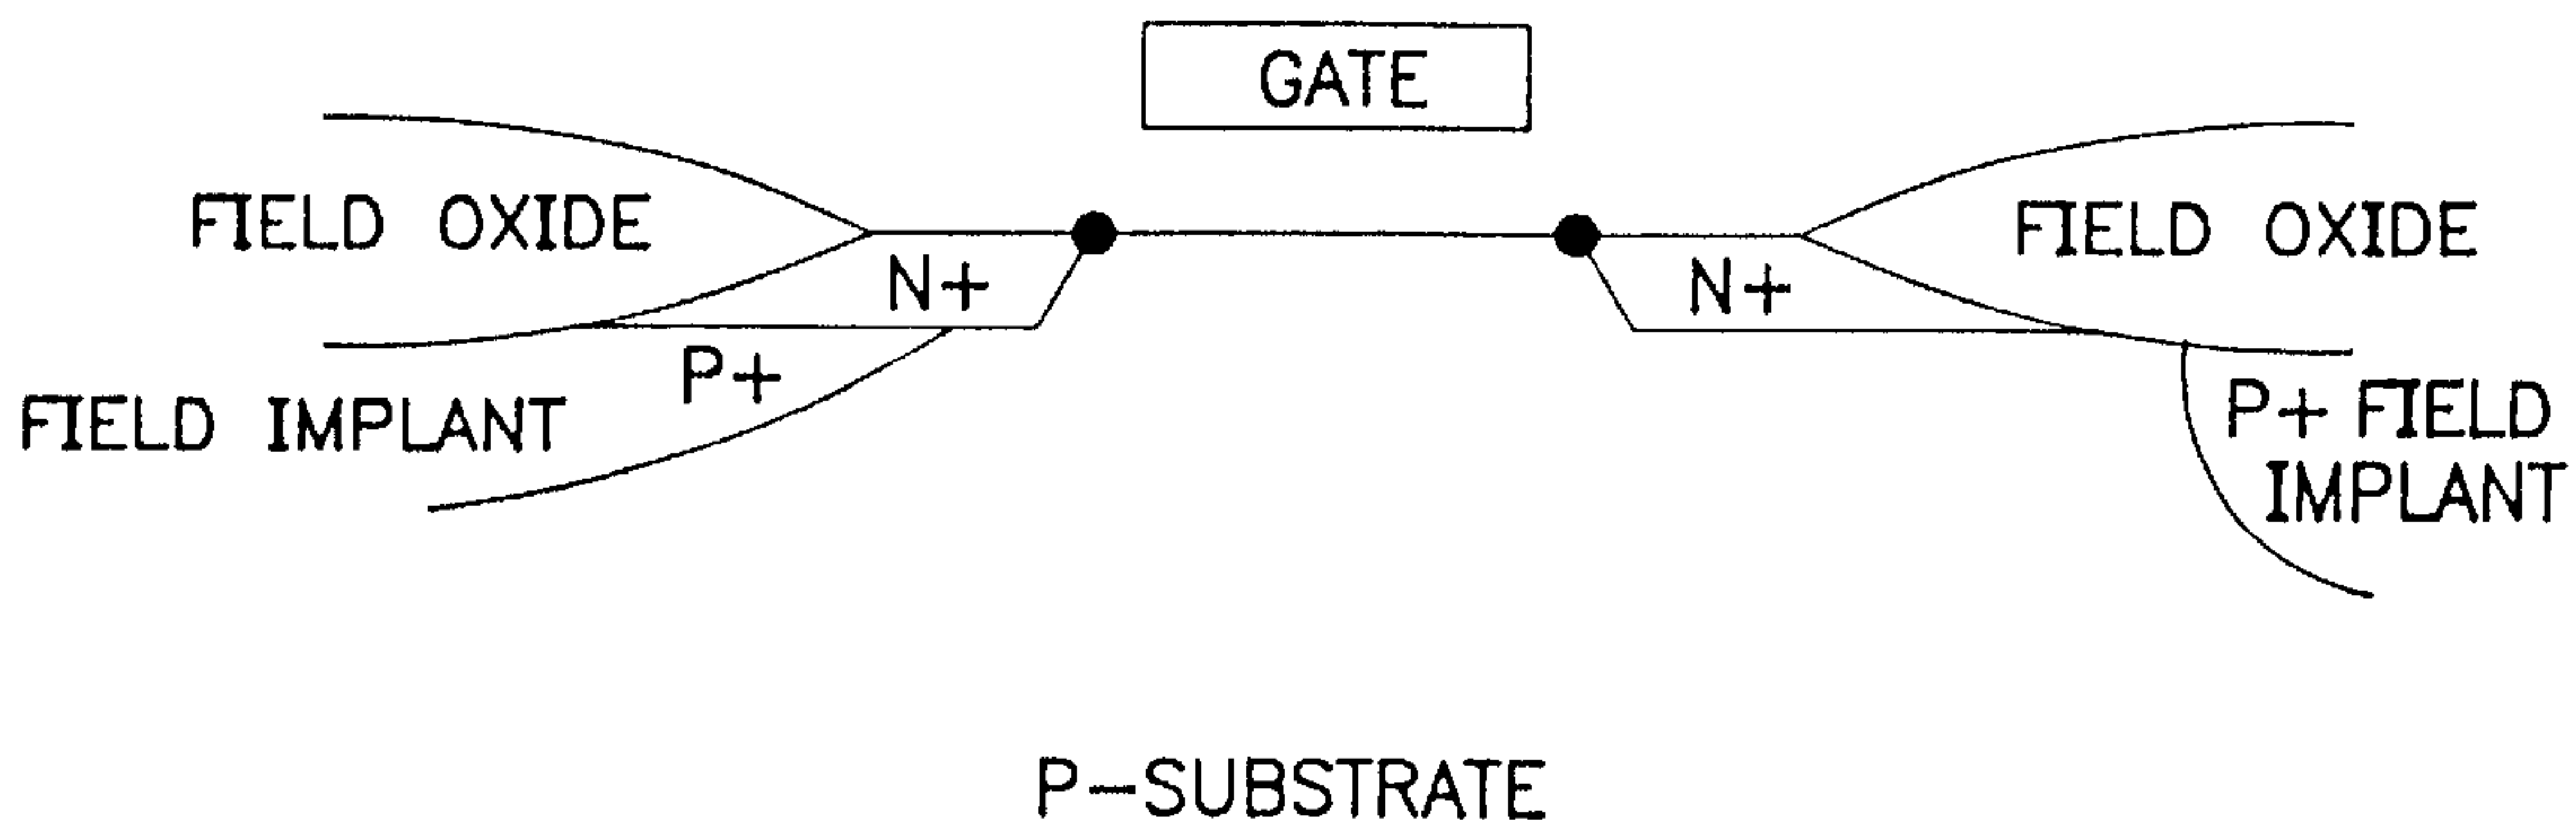 GATE
FIELD OXIDE
FIELD OXIDE
N+
N+
P+
FIELD IMPLANT
P+ FIELD
IMPLANT
P-SUBSTRATE